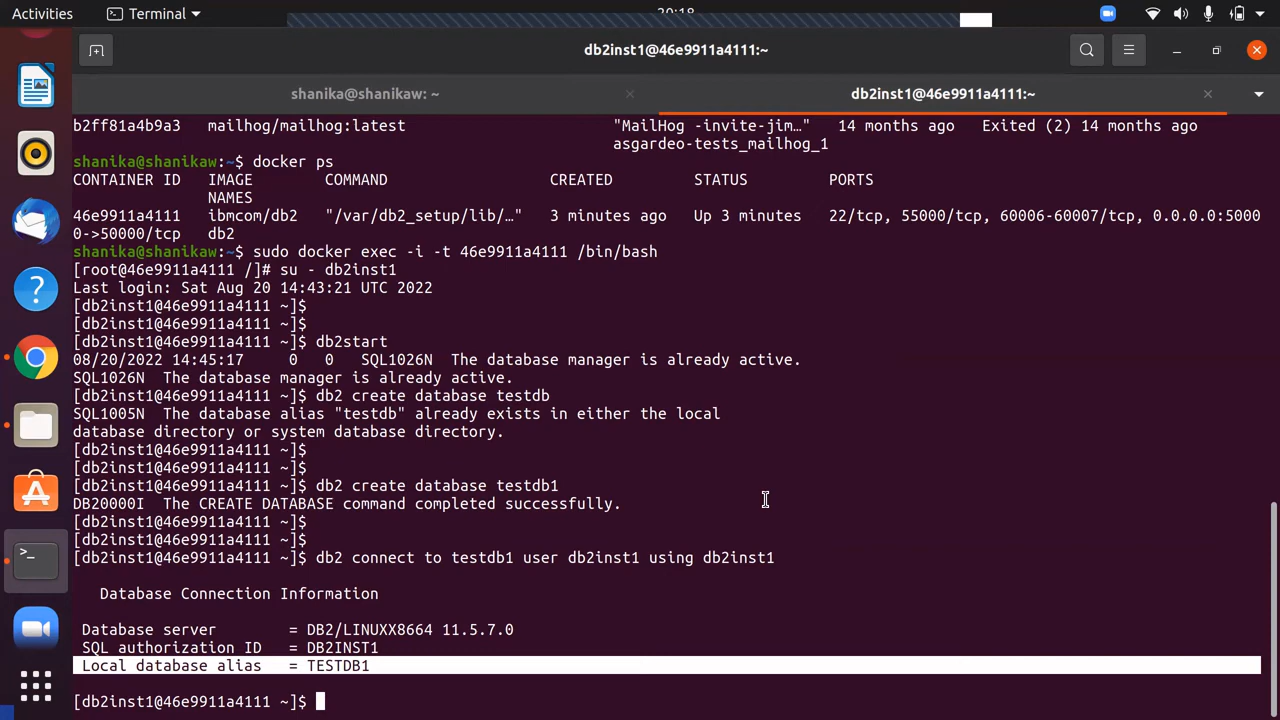 Activities
Terminal
20:18
db2inst1@46e9911a4111:~
shanika@shanikaw: ~
db2inst1@46e9911a4111:~
b2ff81a4b9a3   mailhog/mailhog:latest                       "MailHog -invite-jim…"   14 months ago   Exited (2) 14 months ago
asgardeo-tests_mailhog_1
shanika@shanikaw:~$ docker ps
CONTAINER ID   IMAGE        COMMAND                  CREATED         STATUS         PORTS
NAMES
46e9911a4111   ibmcom/db2   "/var/db2_setup/lib/…"   3 minutes ago   Up 3 minutes   22/tcp, 55000/tcp, 60006-60007/tcp, 0.0.0.0:5000
0->50000/tcp   db2
shanika@shanikaw:~$ sudo docker exec -i -t 46e9911a4111 /bin/bash
[root@46e9911a4111 /]# su - db2inst1
Last login: Sat Aug 20 14:43:21 UTC 2022
[db2inst1@46e9911a4111 ~]$
[db2inst1@46e9911a4111 ~]$
[db2inst1@46e9911a4111 ~]$ db2start
08/20/2022 14:45:17     0   0   SQL1026N  The database manager is already active.
SQL1026N  The database manager is already active.
[db2inst1@46e9911a4111 ~]$ db2 create database testdb
SQL1005N  The database alias "testdb" already exists in either the local
database directory or system database directory.
[db2inst1@46e9911a4111 ~]$
[db2inst1@46e9911a4111 ~]$
[db2inst1@46e9911a4111 ~]$ db2 create database testdb1
DB20000I  The CREATE DATABASE command completed successfully.
[db2inst1@46e9911a4111 ~]$
[db2inst1@46e9911a4111 ~]$
[db2inst1@46e9911a4111 ~]$ db2 connect to testdb1 user db2inst1 using db2inst1
Database Connection Information
Database server        = DB2/LINUXX8664 11.5.7.0
SQL authorization ID   = DB2INST1
Local database alias   = TESTDB1
[db2inst1@46e9911a4111 ~]$